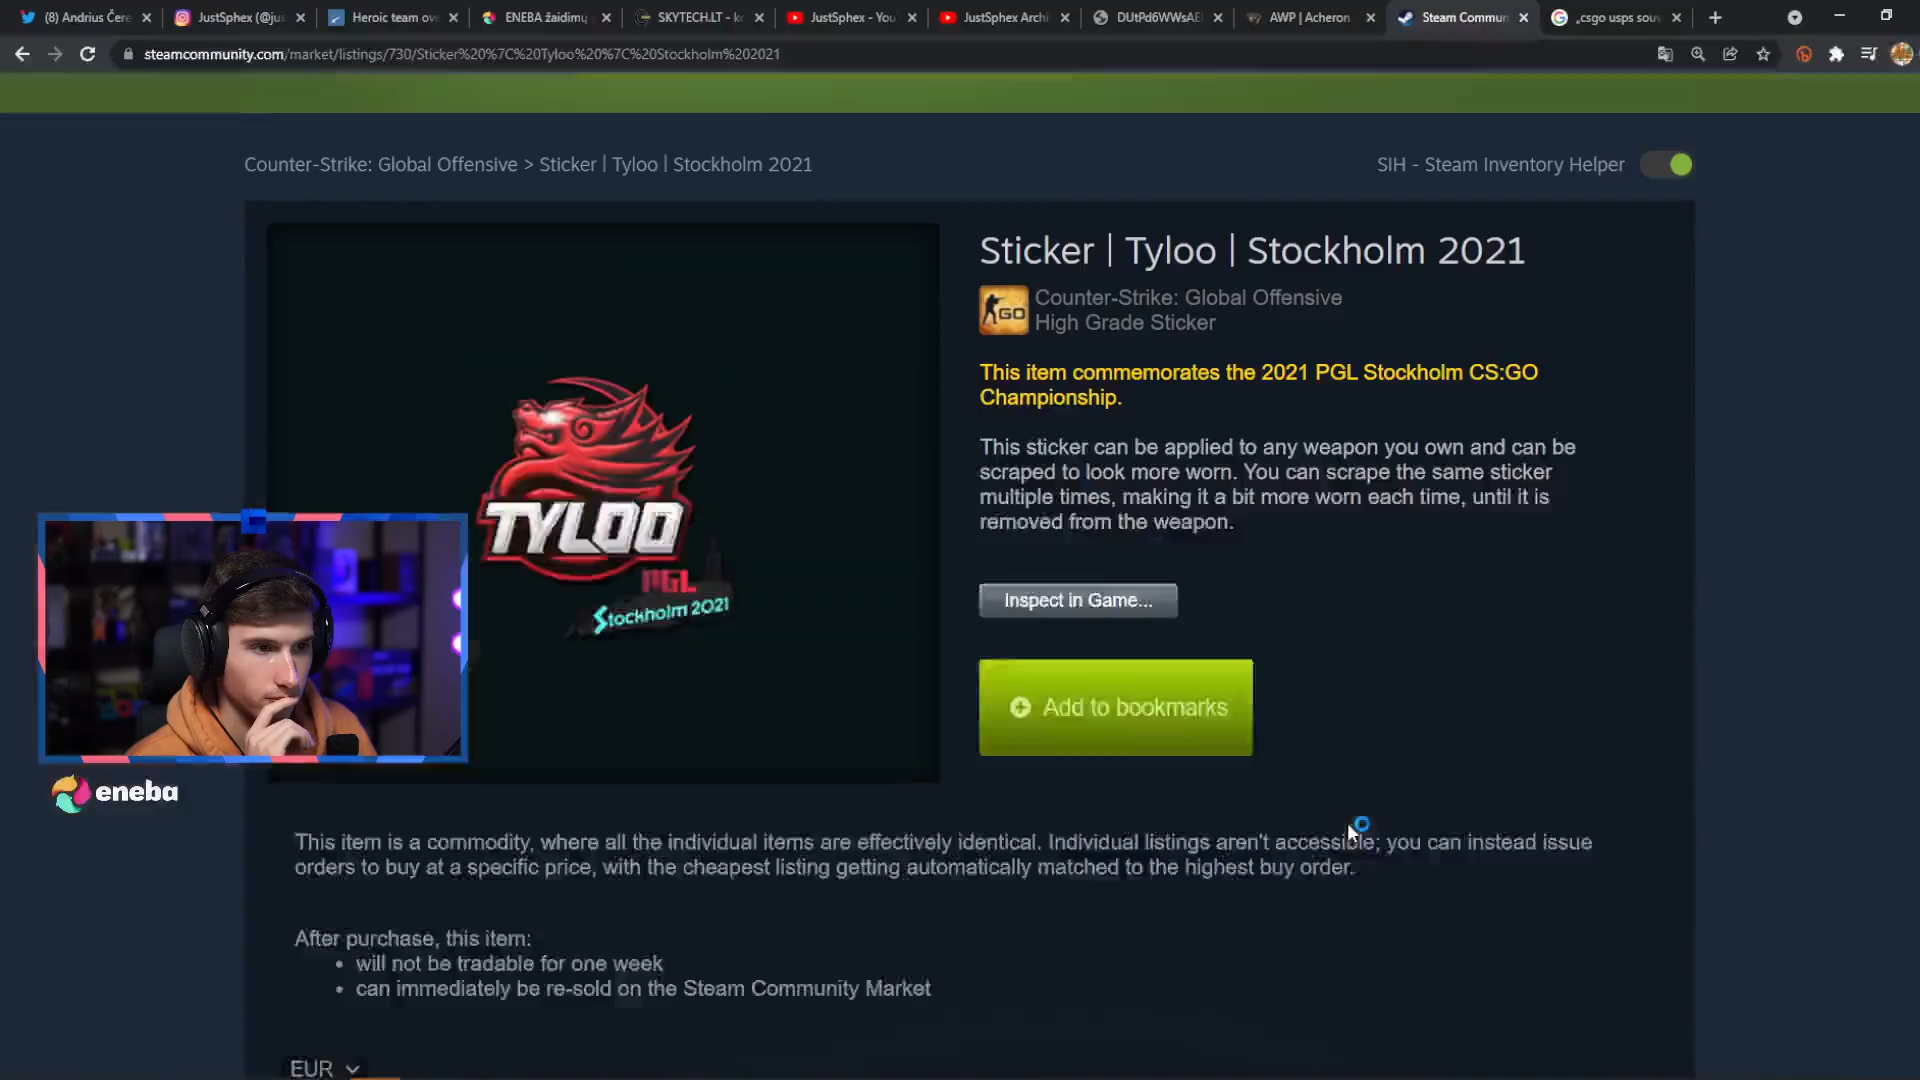 (8) Andrius Čere
JustSphex (@jus
Heroic team ove
ENEBA žaidimų
SKYTECH.LT - k
JustSphex - You
JustSphex Archi
DUtPd6WWsAE
AWP | Acheron
Steam Commun
„csgo usps souv
steamcommunity.com/market/listings/730/Sticker%20%7C%20Tyloo%20%7C%20Stockholm%202021
Counter-Strike: Global Offensive > Sticker | Tyloo | Stockholm 2021
SIH - Steam Inventory Helper
Sticker | Tyloo | Stockholm 2021
GO
Counter-Strike: Global Offensive
High Grade Sticker
This item commemorates the 2021 PGL Stockholm CS:GO
Championship.
This sticker can be applied to any weapon you own and can be
scraped to look more worn. You can scrape the same sticker
multiple times, making it a bit more worn each time, until it is
removed from the weapon.
TYLOO
PGL
Stockholm 2021
Inspect in Game...
Add to bookmarks
eneba
This item is a commodity, where all the individual items are effectively identical. Individual listings aren't accessible; you can instead issue
orders to buy at a specific price, with the cheapest listing getting automatically matched to the highest buy order.
After purchase, this item:
• will not be tradable for one week
• can immediately be re-sold on the Steam Community Market
EUR